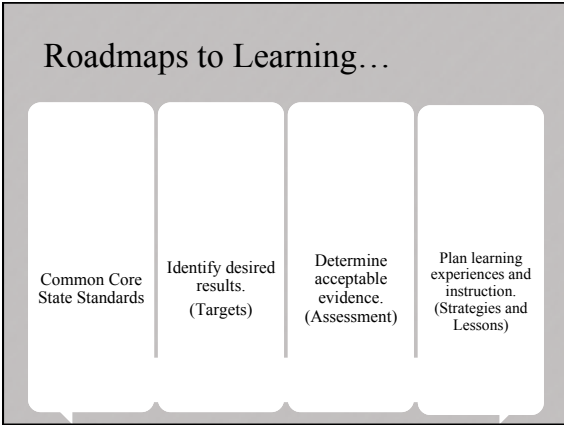 Roadmaps to Learning…
Common Core
State Standards
Identify desired
results.
(Targets)
Determine
acceptable
evidence.
(Assessment)
Plan learning
experiences and
instruction.
(Strategies and
Lessons)